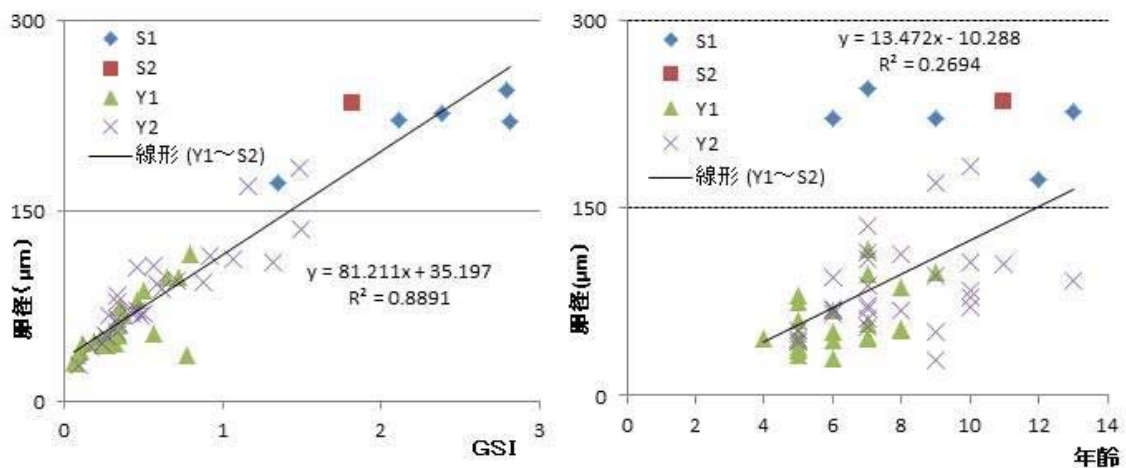 300
S1
S2
Y1
Y2
線形 (Y1～S2)
150
卵径(μm)
y = 81.211x + 35.197
R² = 0.8891
0
0 1 2 3
GSI
300
y = 13.472x - 10.288
R² = 0.2694
S1
S2
Y1
Y2
線形 (Y1～S2)
150
卵径(μm)
0
0 2 4 6 8 10 12 14
年齢